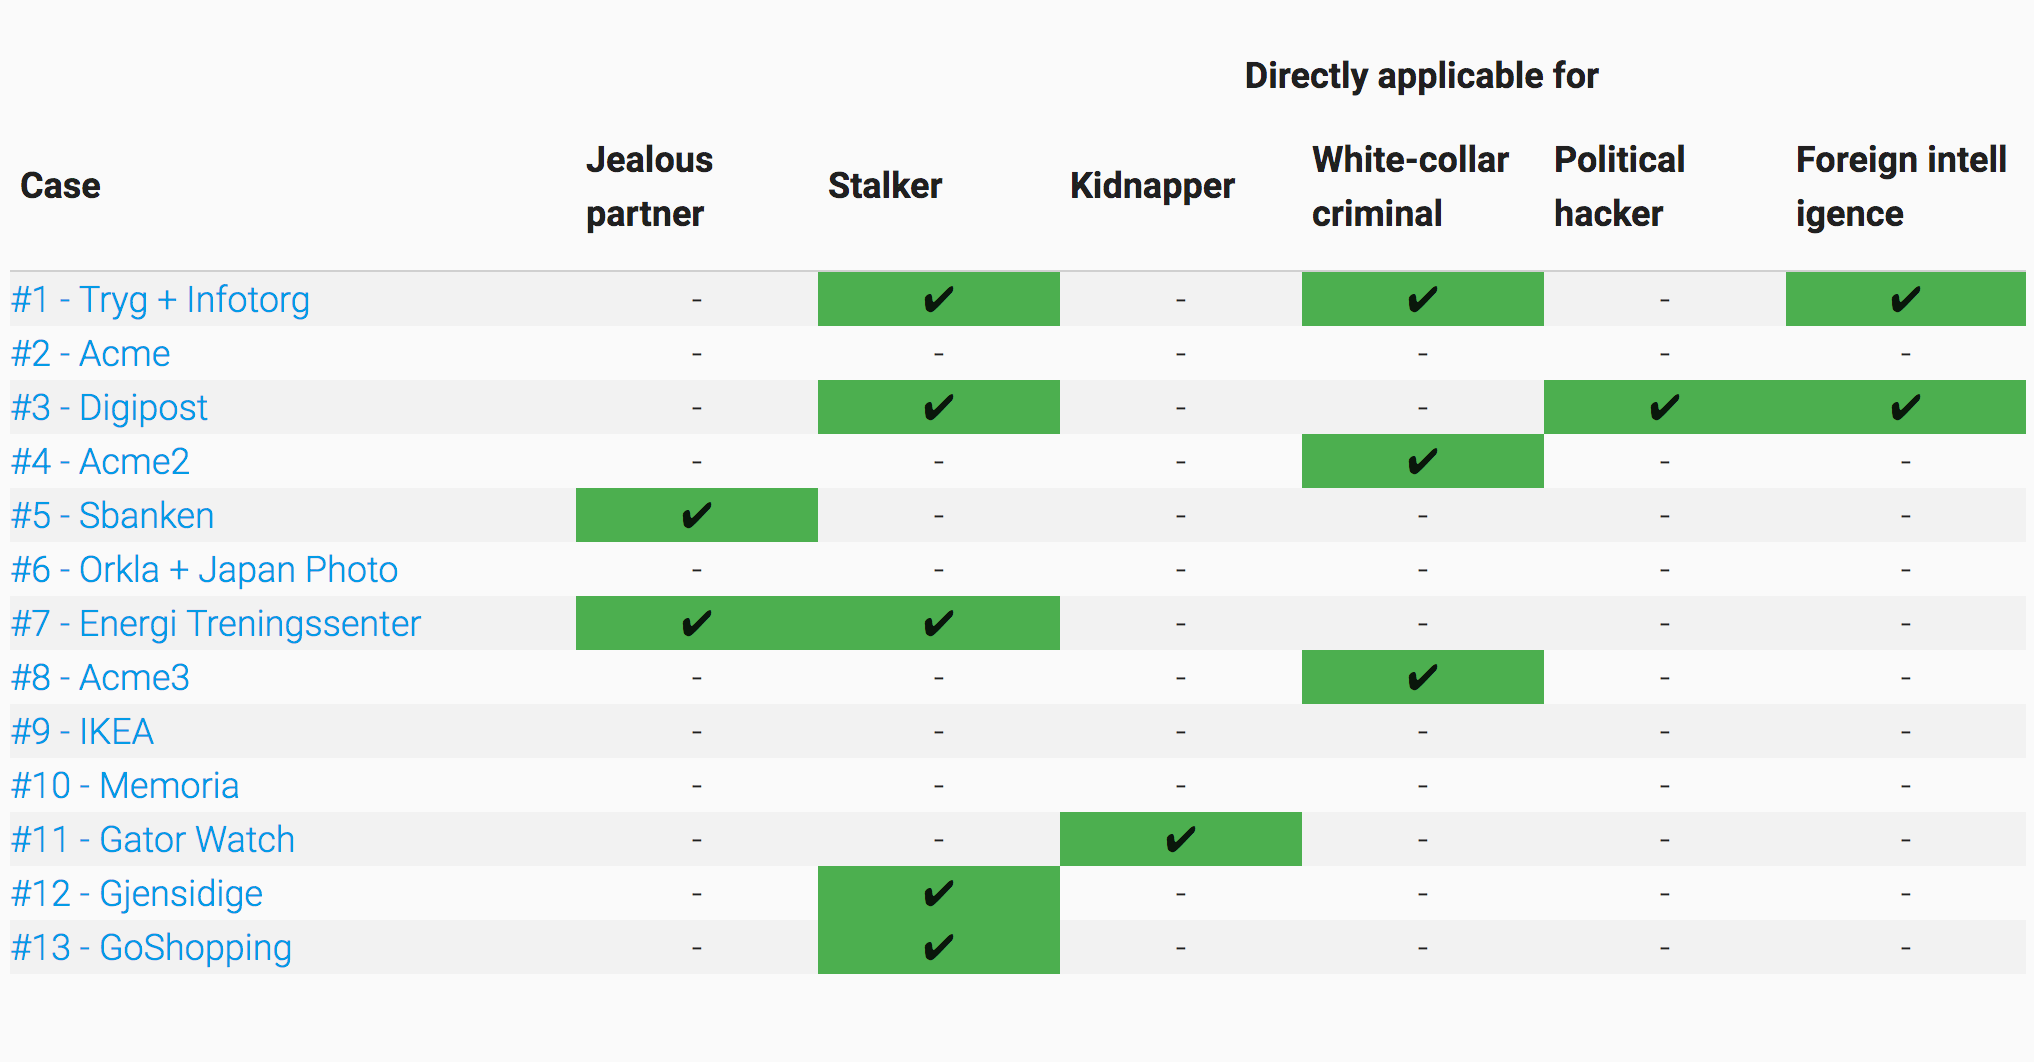 Directly applicable for
Case Jealous partner Stalker Kidnapper White-collar criminal Political hacker Foreign intell igence
#1 - Tryg + Infotorg - ✔ - ✔ - ✔
#2 - Acme - - - - - -
#3 - Digipost - ✔ - - ✔ ✔
#4 - Acme2 - - - ✔ - -
#5 - Sbanken ✔ - - - - -
#6 - Orkla + Japan Photo - - - - - -
#7 - Energi Treningssenter ✔ ✔ - - - -
#8 - Acme3 - - - ✔ - -
#9 - IKEA - - - - - -
#10 - Memoria - - - - - -
#11 - Gator Watch - - ✔ - - -
#12 - Gjensidige - ✔ - - - -
#13 - GoShopping - ✔ - - - -